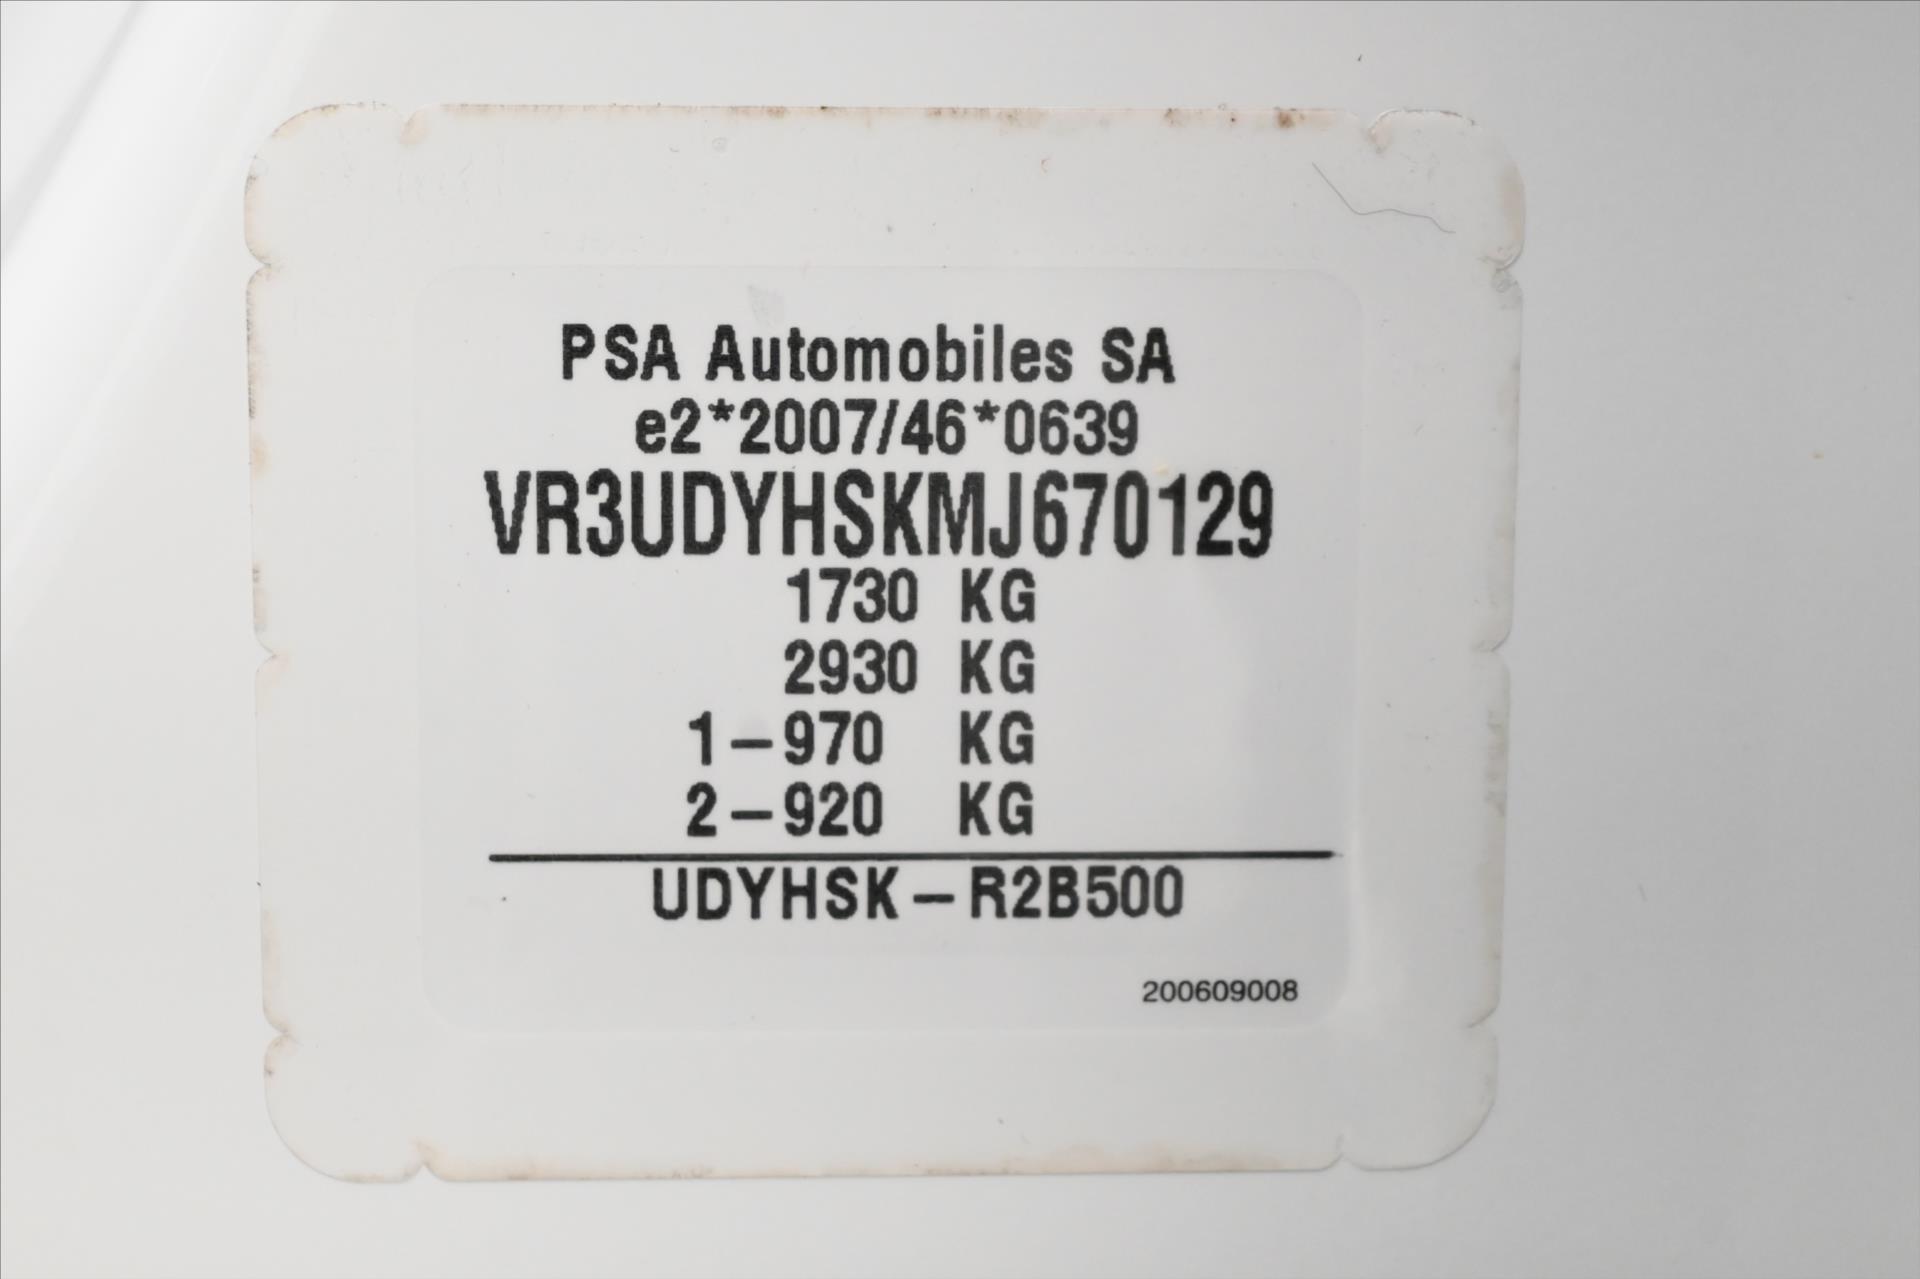 PSA Automobiles SA
e2*2007/46*0639
VR3UDYHSKMJ670129
1730 KG
2930 KG
1-970 KG
2-920 KG
UDYHSK-R2B500
200609008